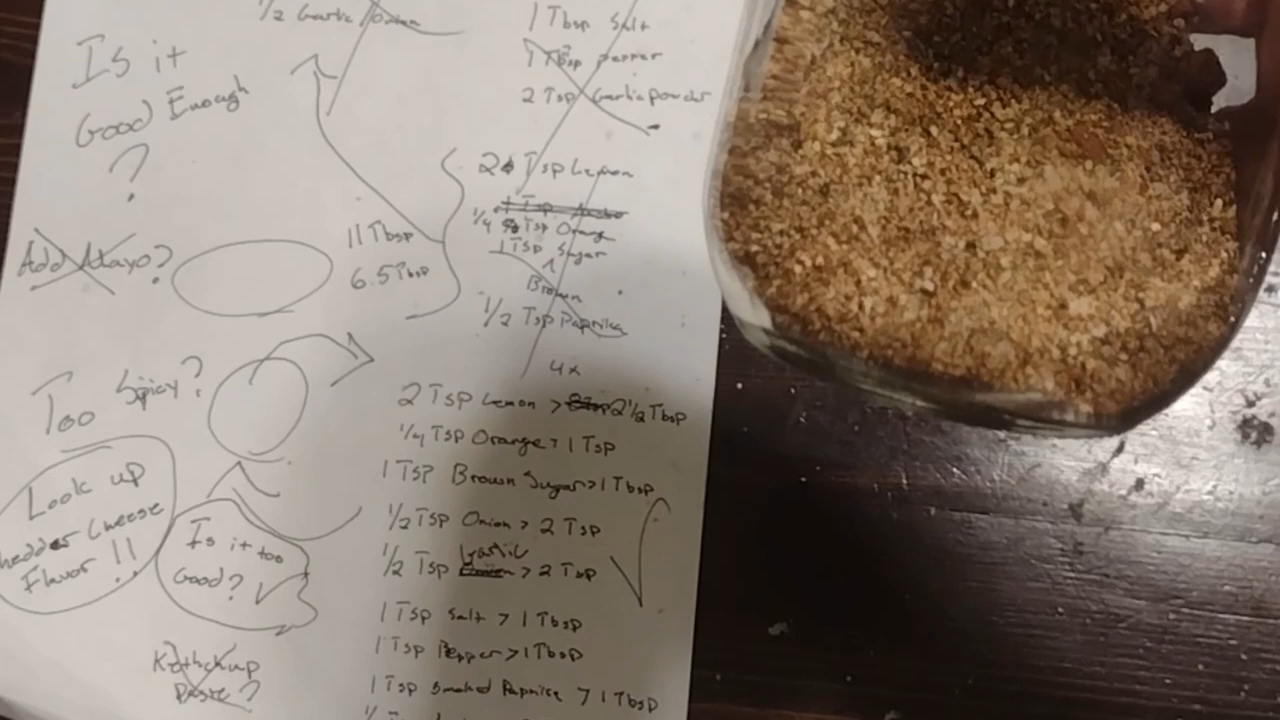 1/2 Garlic/Onion
Is it
Good Enough
?
Add Mayo?
11 Tbsp
6.5 Tbsp
1 Tbsp Salt
1 Tbsp Pepper
2 Tsp Garlic powder
2 Tsp Lemon
1/4 Tsp Orang
1 Tsp Sugar
Brown
1/2 Tsp Paprika
4x
Too Spicy?
Look up
hedder Cheese
Flavor !!
Is it too
Good?
Kethchup
Paste?
2 Tsp Lemon > 2 1/2 Tbsp
1/4 Tsp Orange > 1 Tsp
1 Tsp Brown Sugar > 1 Tbsp
1/2 Tsp Onion > 2 Tsp
1/2 Tsp Garlic > 2 Tsp
1 Tsp Salt > 1 Tbsp
1 Tsp Pepper > 1 Tbsp
1 Tsp Smoked Paprika > 1 Tbsp